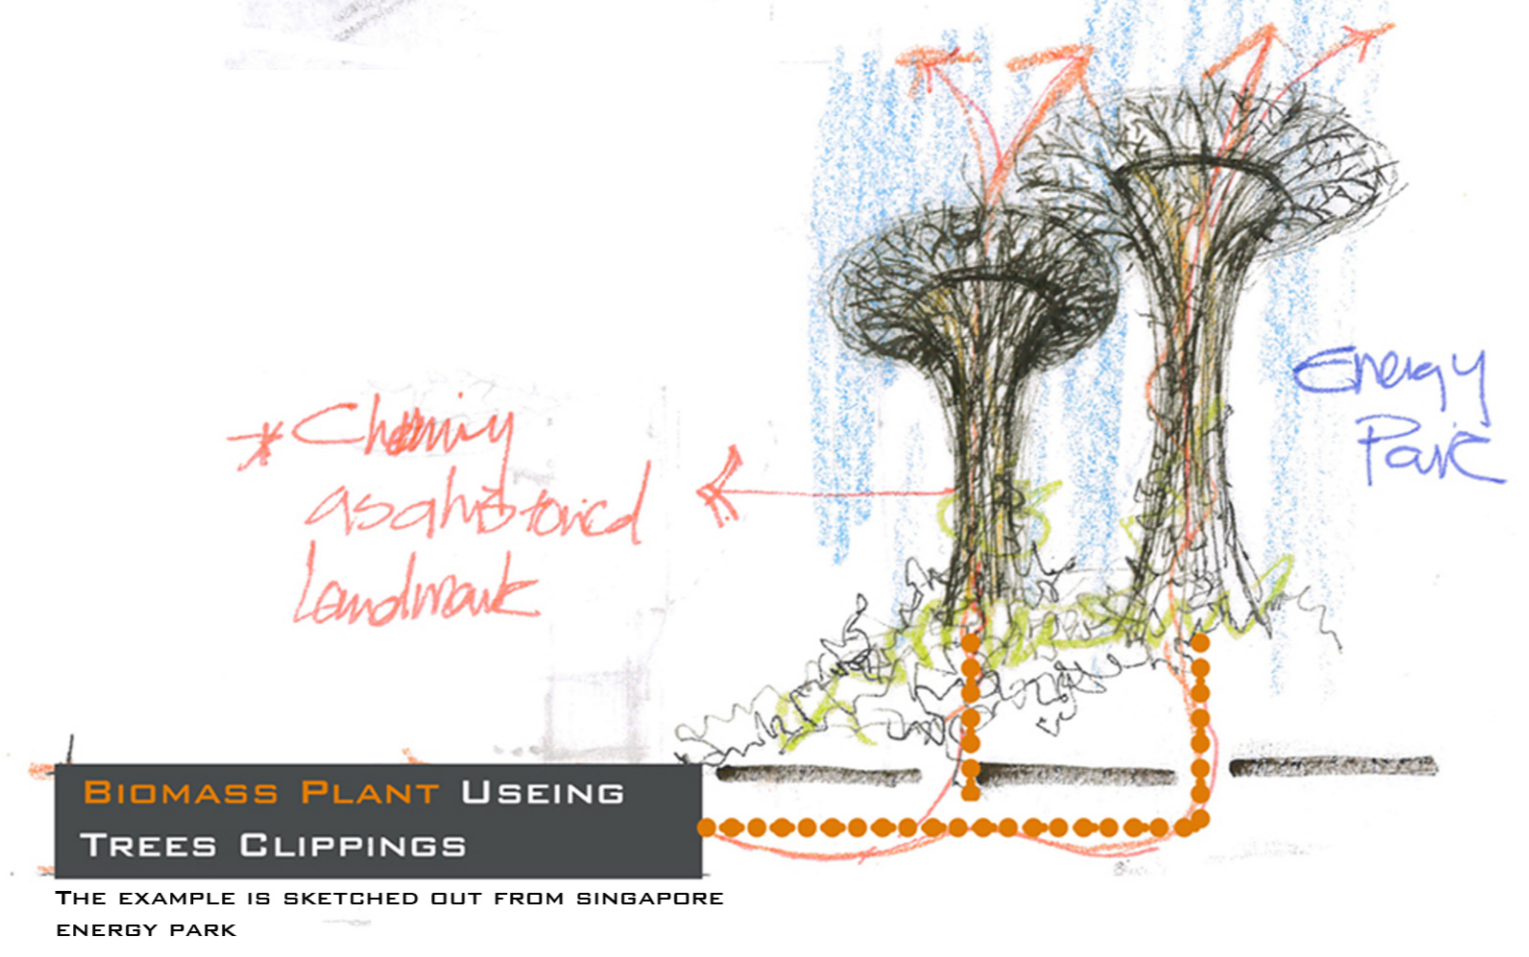 * Chimniy
as a historical
Landmark
Energy
Park
BIOMASS PLANT USEING
TREES CLIPPINGS
THE EXAMPLE IS SKETCHED OUT FROM SINGAPORE
ENERGY PARK